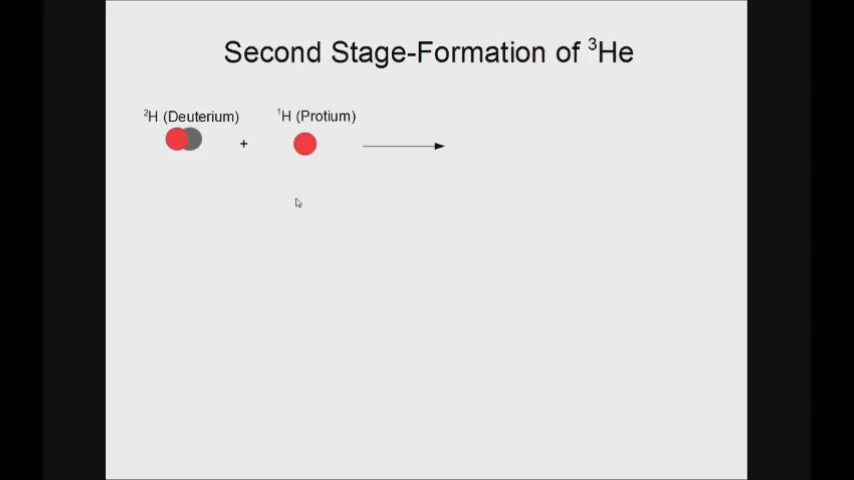 Second Stage-Formation of ³He
²H (Deuterium) ¹H (Protium)
+